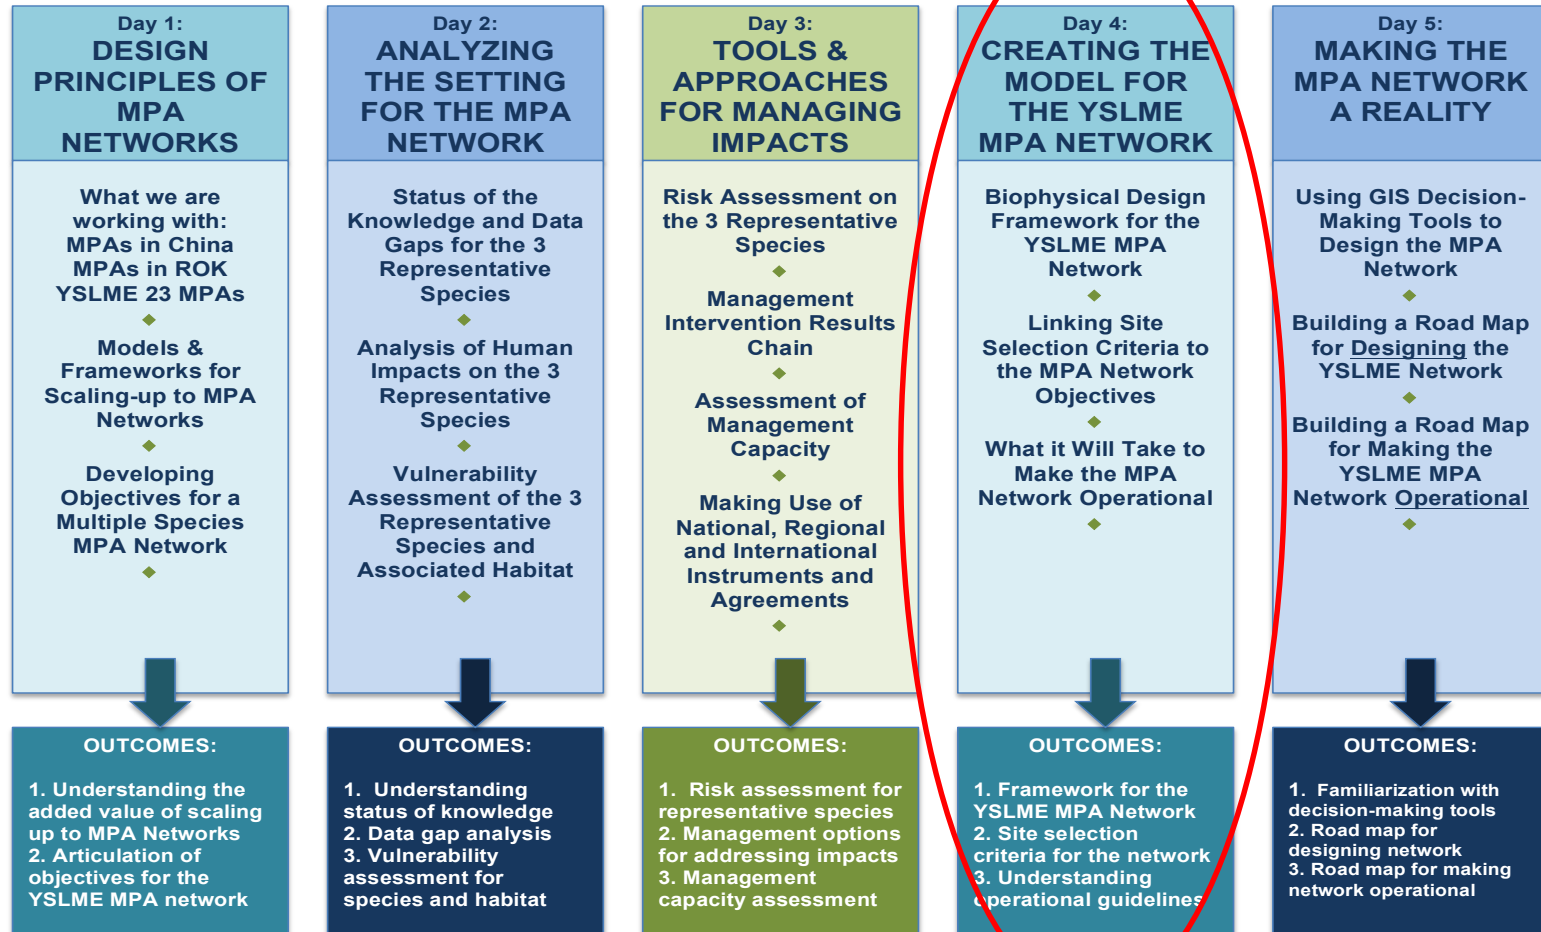 Day 1:
DESIGN
PRINCIPLES OF
MPA
NETWORKS
What we are
working with:
MPAs in China
MPAs in ROK
YSLME 23 MPAs
Models &
Frameworks for
Scaling-up to MPA
Networks
Developing
Objectives for a
Multiple Species
MPA Network
OUTCOMES:
1. Understanding the
added value of scaling
up to MPA Networks
2. Articulation of
objectives for the
YSLME MPA network
Day 2:
ANALYZING
THE SETTING
FOR THE MPA
NETWORK
Status of the
Knowledge and Data
Gaps for the 3
Representative
Species
Analysis of Human
Impacts on the 3
Representative
Species
Vulnerability
Assessment of the 3
Representative
Species and
Associated Habitat
OUTCOMES:
1. Understanding
status of knowledge
2. Data gap analysis
3. Vulnerability
assessment for
species and habitat
Day 3:
TOOLS &
APPROACHES
FOR MANAGING
IMPACTS
Risk Assessment on
the 3 Representative
Species
Management
Intervention Results
Chain
Assessment of
Management
Capacity
Making Use of
National, Regional
and International
Instruments and
Agreements
OUTCOMES:
1. Risk assessment for
representative species
2. Management options
for addressing impacts
3. Management
capacity assessment
Day 4:
CREATING THE
MODEL FOR
THE YSLME
MPA NETWORK
Biophysical Design
Framework for the
YSLME MPA
Network
Linking Site
Selection Criteria to
the MPA Network
Objectives
What it Will Take to
Make the MPA
Network Operational
OUTCOMES:
1. Framework for the
YSLME MPA Network
2. Site selection
criteria for the network
3. Understanding
operational guidelines
Day 5:
MAKING THE
MPA NETWORK
A REALITY
Using GIS Decision-
Making Tools to
Design the MPA
Network
Building a Road Map
for Designing the
YSLME Network
Building a Road Map
for Making the
YSLME MPA
Network Operational
OUTCOMES:
1. Familiarization with
decision-making tools
2. Road map for
designing network
3. Road map for making
network operational